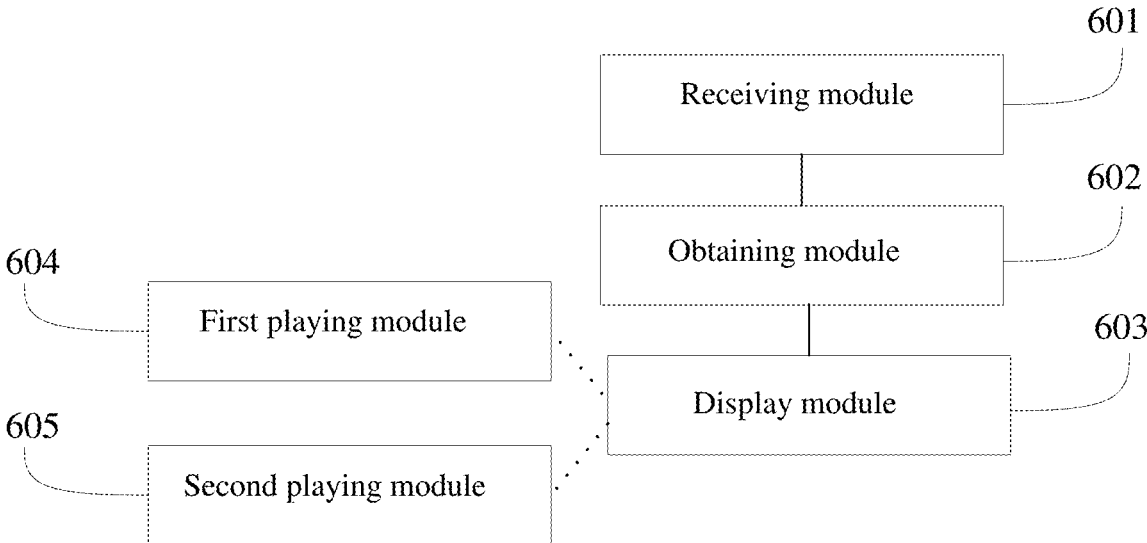 601
Receiving module
602
Obtaining module
604
First playing module
603
Display module
605
Second playing module